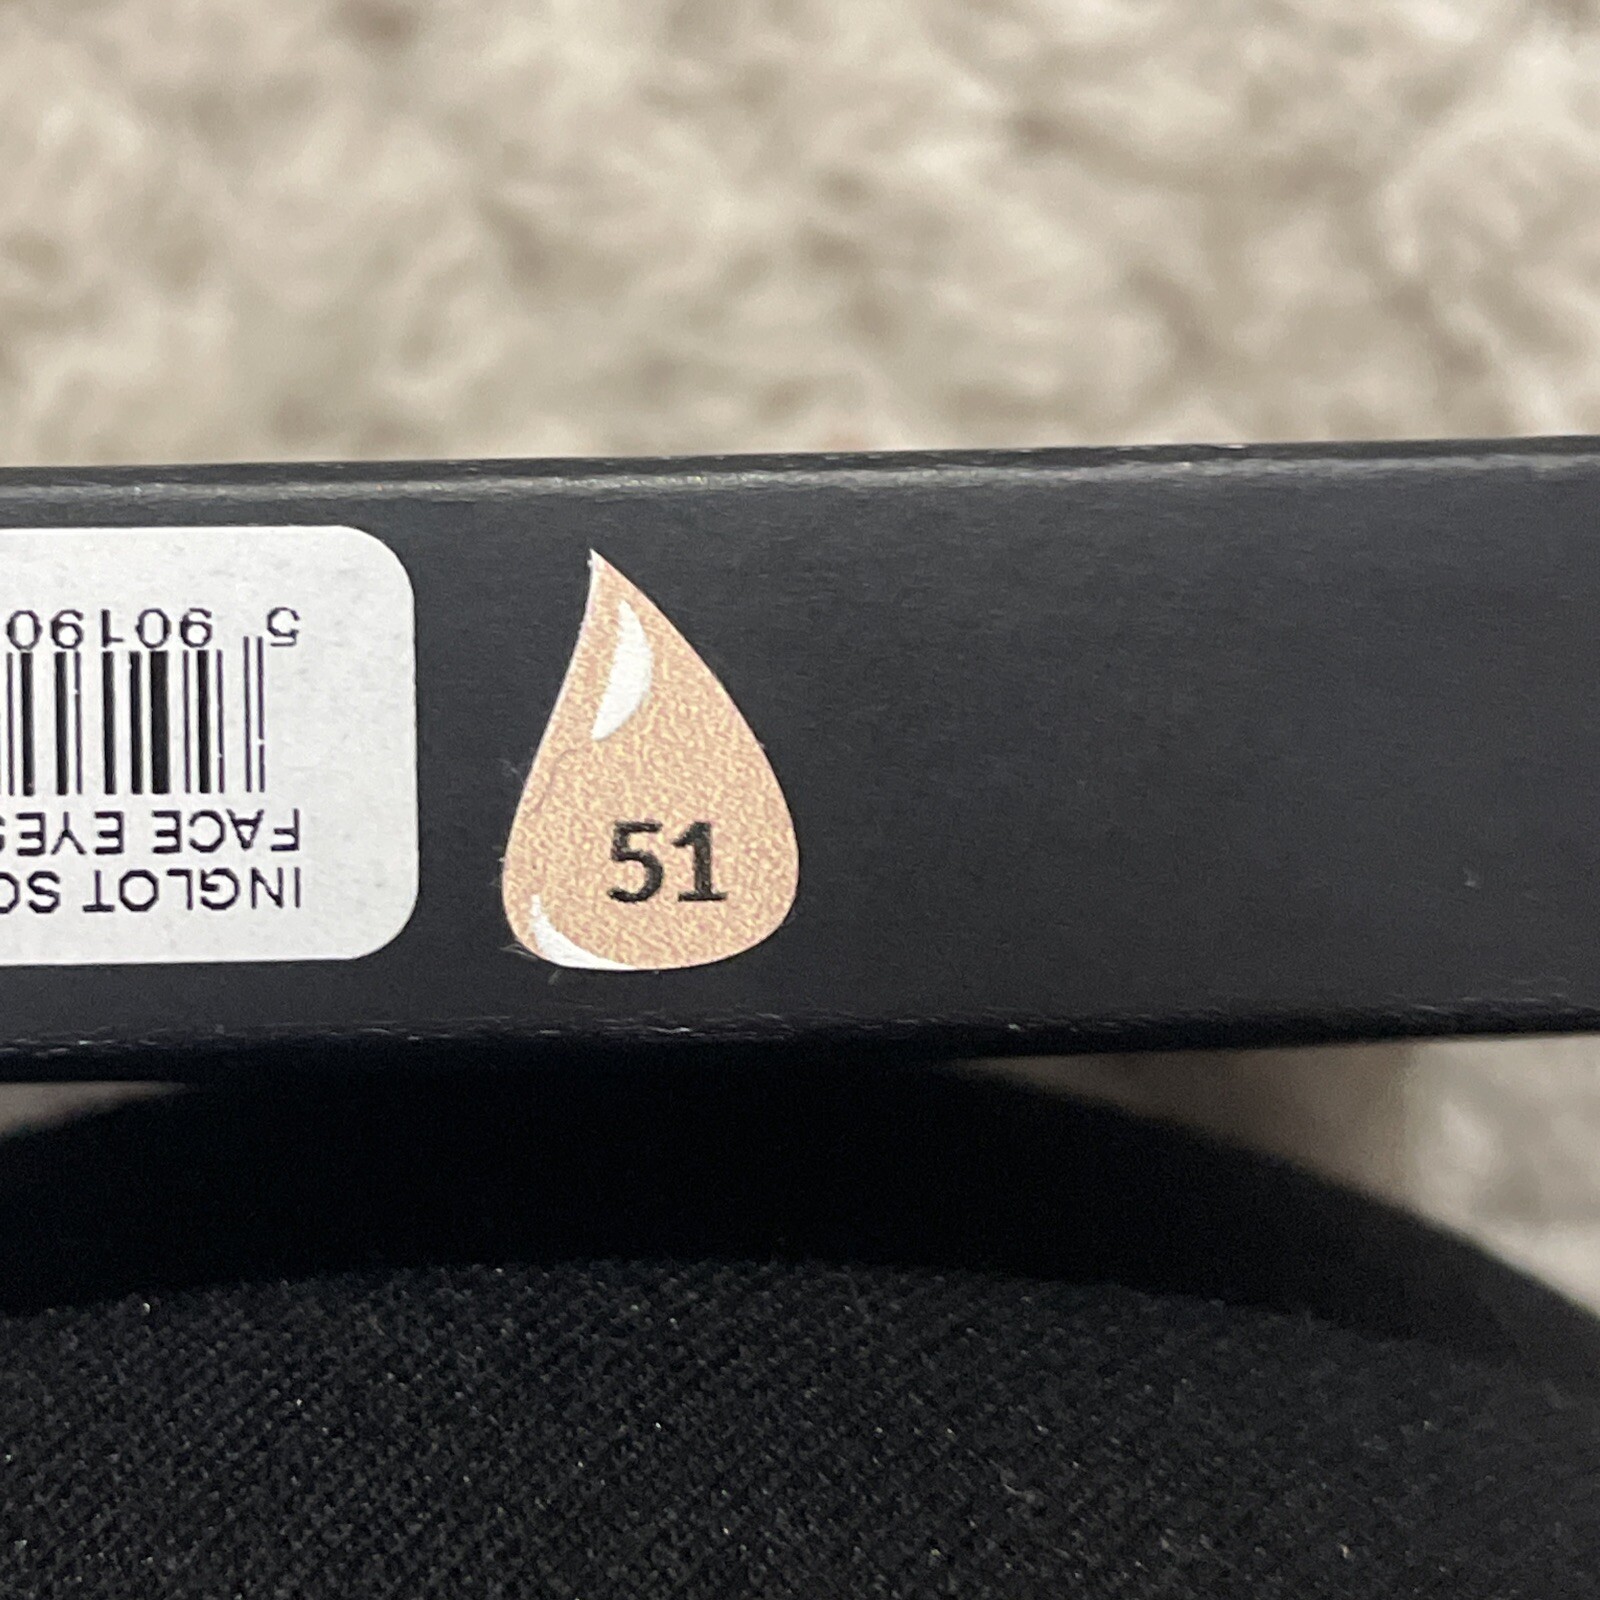 INGLOT SO
FACE EYES
5 90190
51